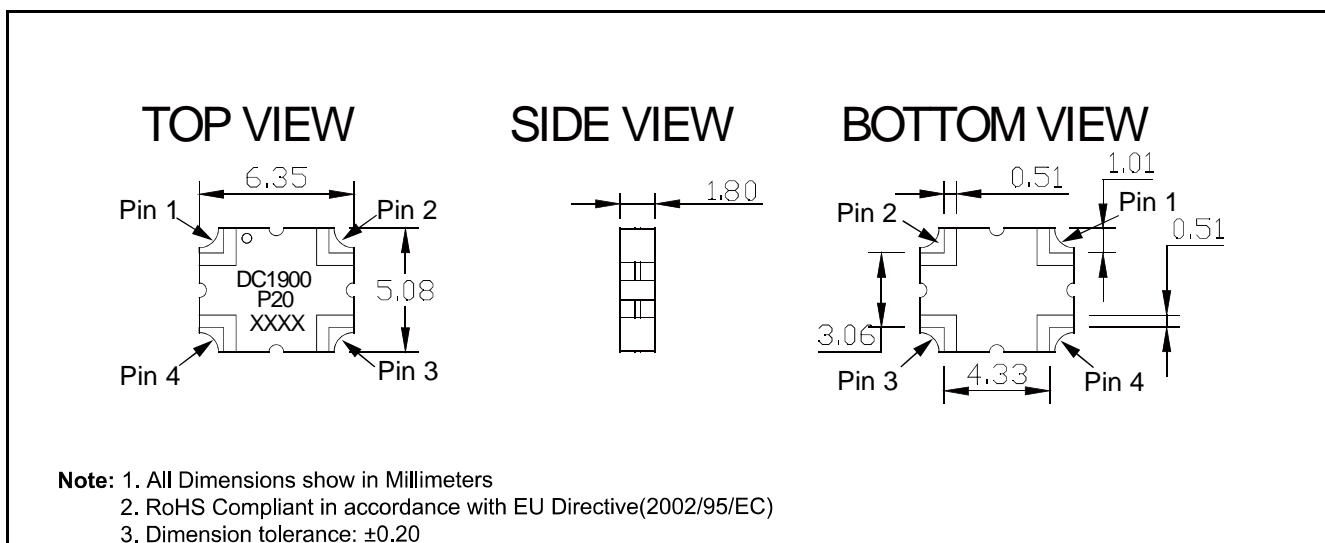 TOP VIEW
SIDE VIEW
BOTTOM VIEW
6.35
Pin 1
Pin 2
DC1900
P20
XXXX
5.08
Pin 4
Pin 3
1.80
0.51
1.01
Pin 2
Pin 1
0.51
3.06
Pin 3
4.33
Pin 4
Note: 1. All Dimensions show in Millimeters
2. RoHS Compliant in accordance with EU Directive(2002/95/EC)
3. Dimension tolerance: ±0.20